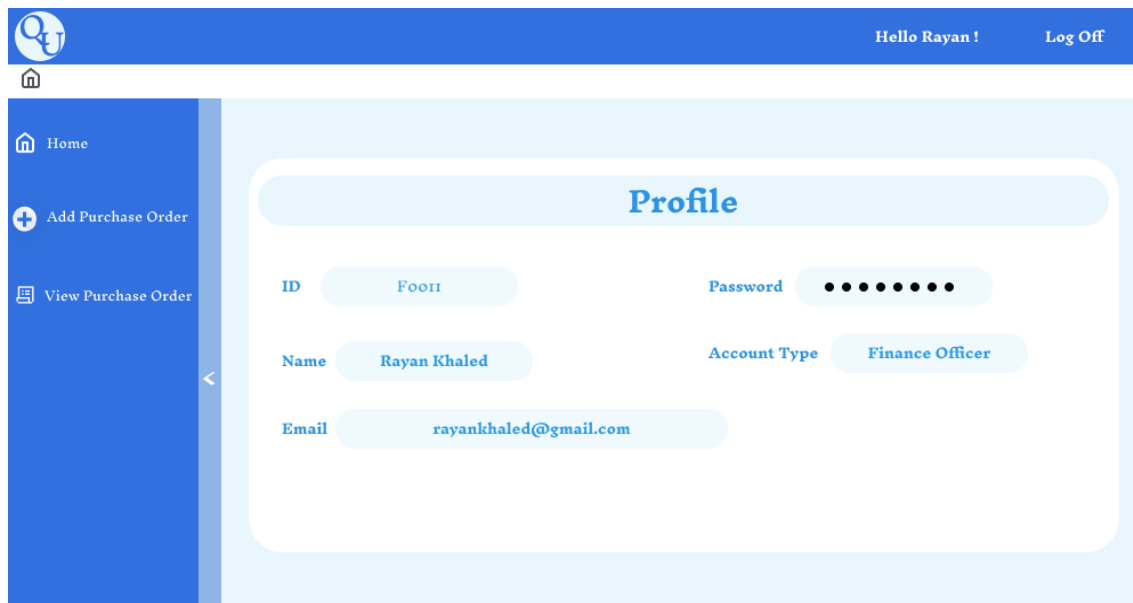 QU
Hello Rayan !
Log Off
Home
Add Purchase Order
View Purchase Order
<
Profile
ID F0011
Password ••••••••
Name Rayan Khaled
Account Type Finance Officer
Email rayankhaled@gmail.com